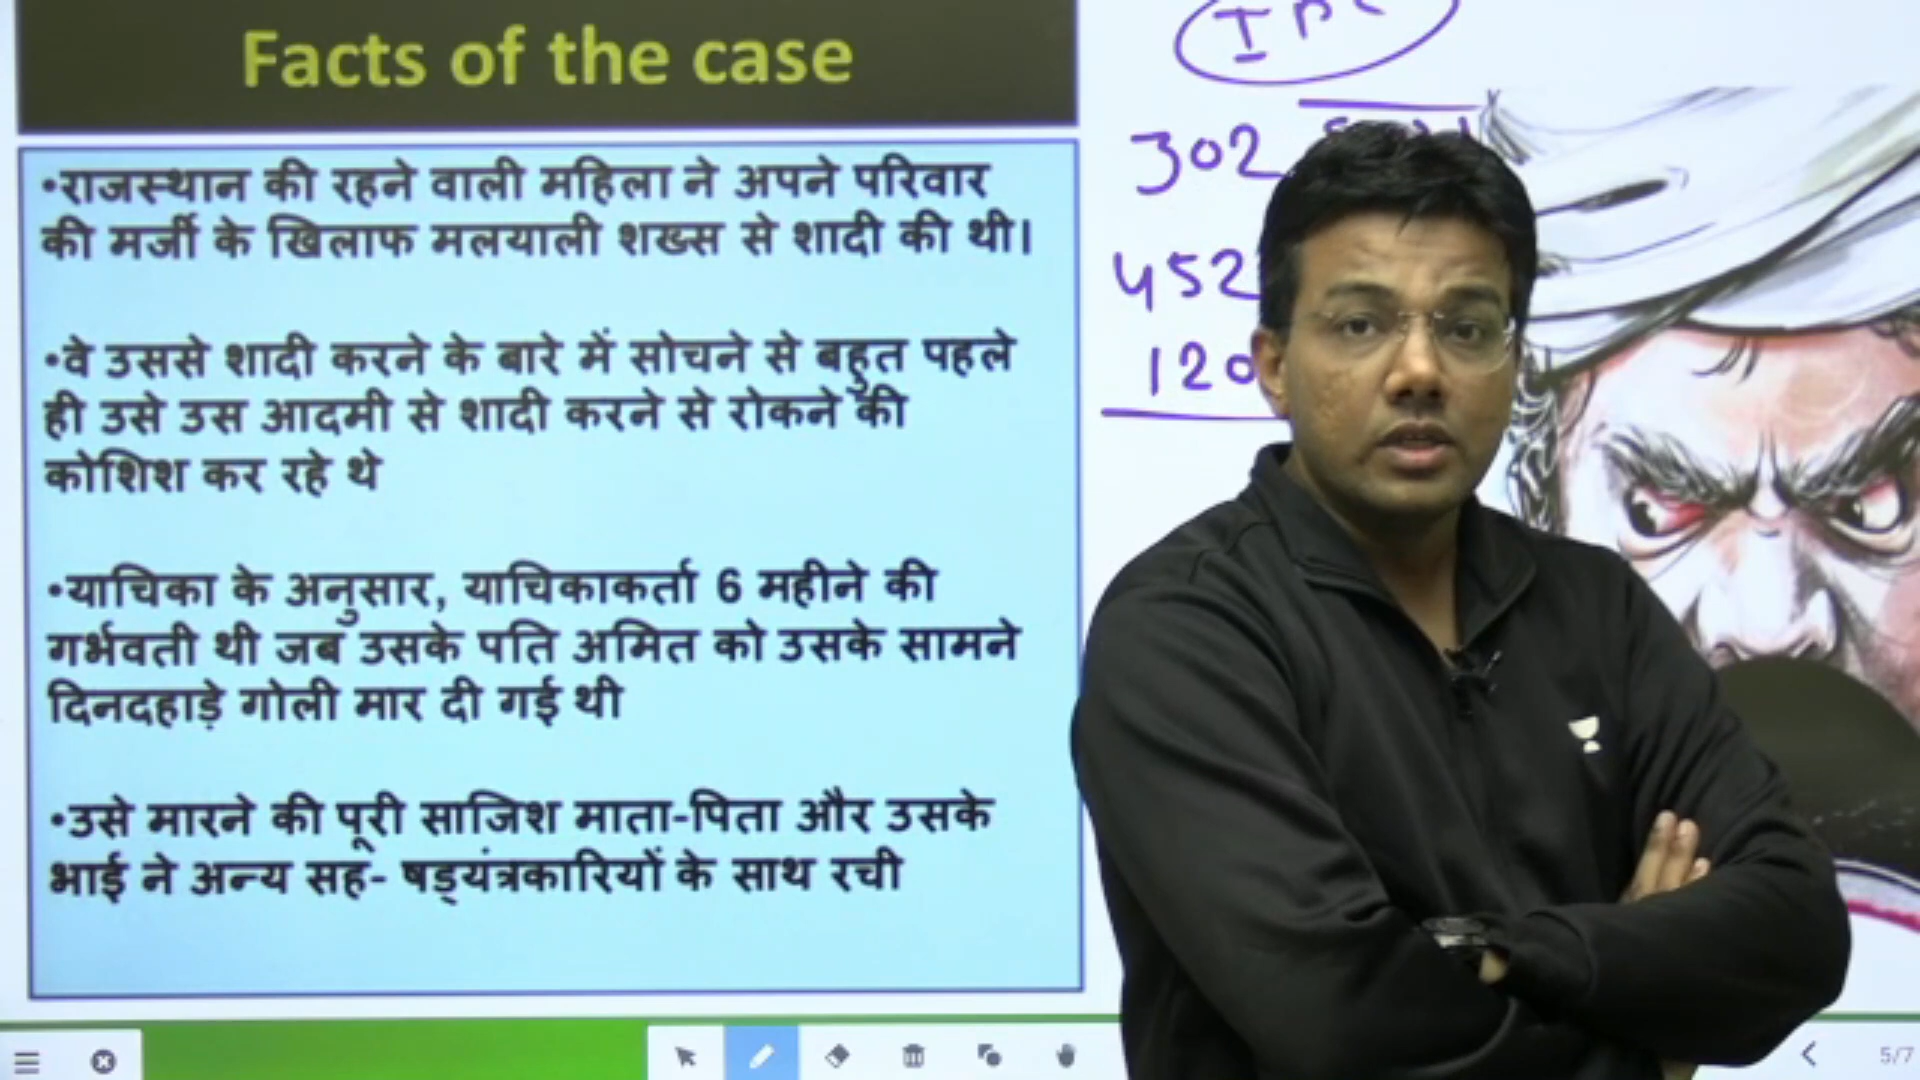 Facts of the case
•राजस्थान की रहने वाली महिला ने अपने परिवार
की मर्जी के खिलाफ मलयाली शख्स से शादी की थी।
•वे उससे शादी करने के बारे में सोचने से बहुत पहले
ही उसे उस आदमी से शादी करने से रोकने की
कोशिश कर रहे थे
•याचिका के अनुसार, याचिकाकर्ता 6 महीने की
गर्भवती थी जब उसके पति अमित को उसके सामने
दिनदहाड़े गोली मार दी गई थी
•उसे मारने की पूरी साजिश माता-पिता और उसके
भाई ने अन्य सह- षड्यंत्रकारियों के साथ रची
IPC
302
452
120
5/7